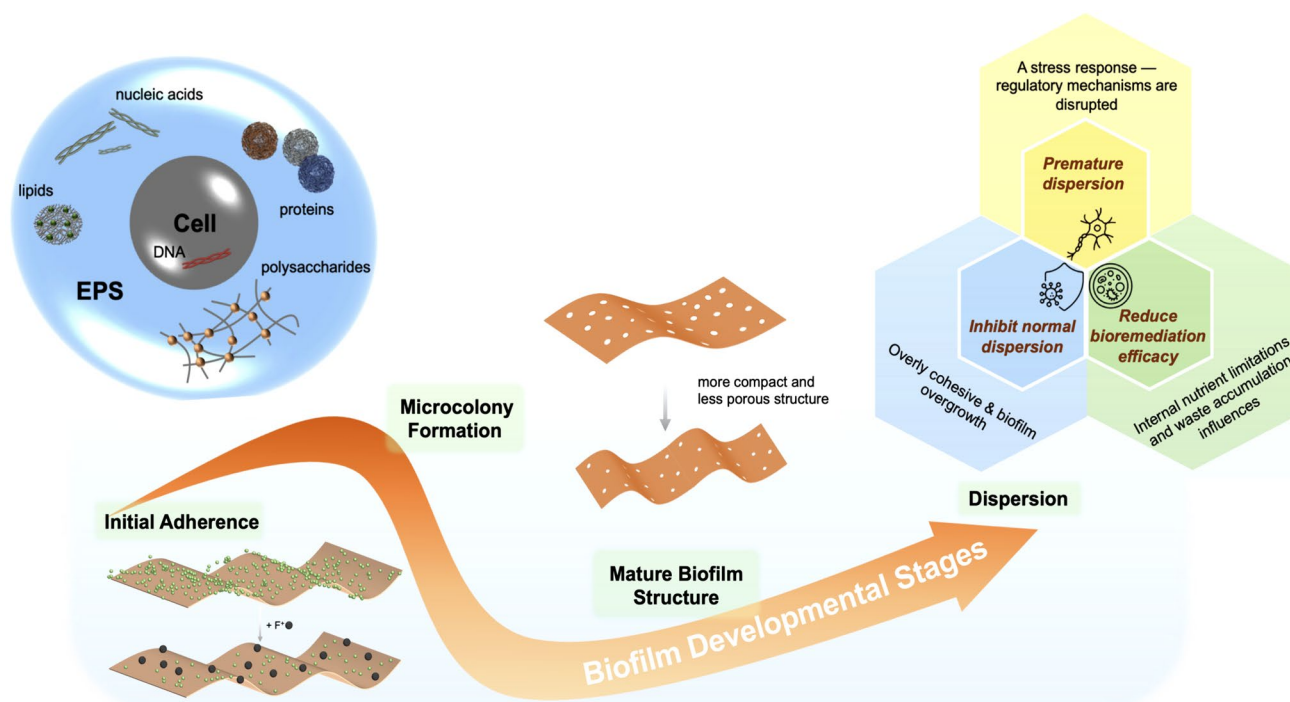 nucleic acids
lipids
proteins
Cell
DNA
polysaccharides
EPS
Microcolony
Formation
Initial Adherence
+ F⁺
more compact and
less porous structure
Mature Biofilm
Structure
Biofilm Developmental Stages
Dispersion
A stress response —
regulatory mechanisms are
disrupted
Premature
dispersion
Inhibit normal
dispersion
Reduce
bioremediation
efficacy
Overly cohesive & biofilm
overgrowth
Internal nutrient limitations
and waste accumulation
influences